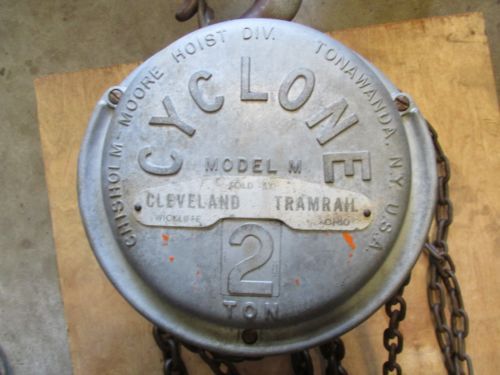 CHISHOLM-MOORE HOIST DIV. TONAWANDA, N.Y. U.S.A.
CYCLONE
MODEL M
SOLD BY
CLEVELAND TRAMRAIL
WICKLIFFE OHIO
2
TON